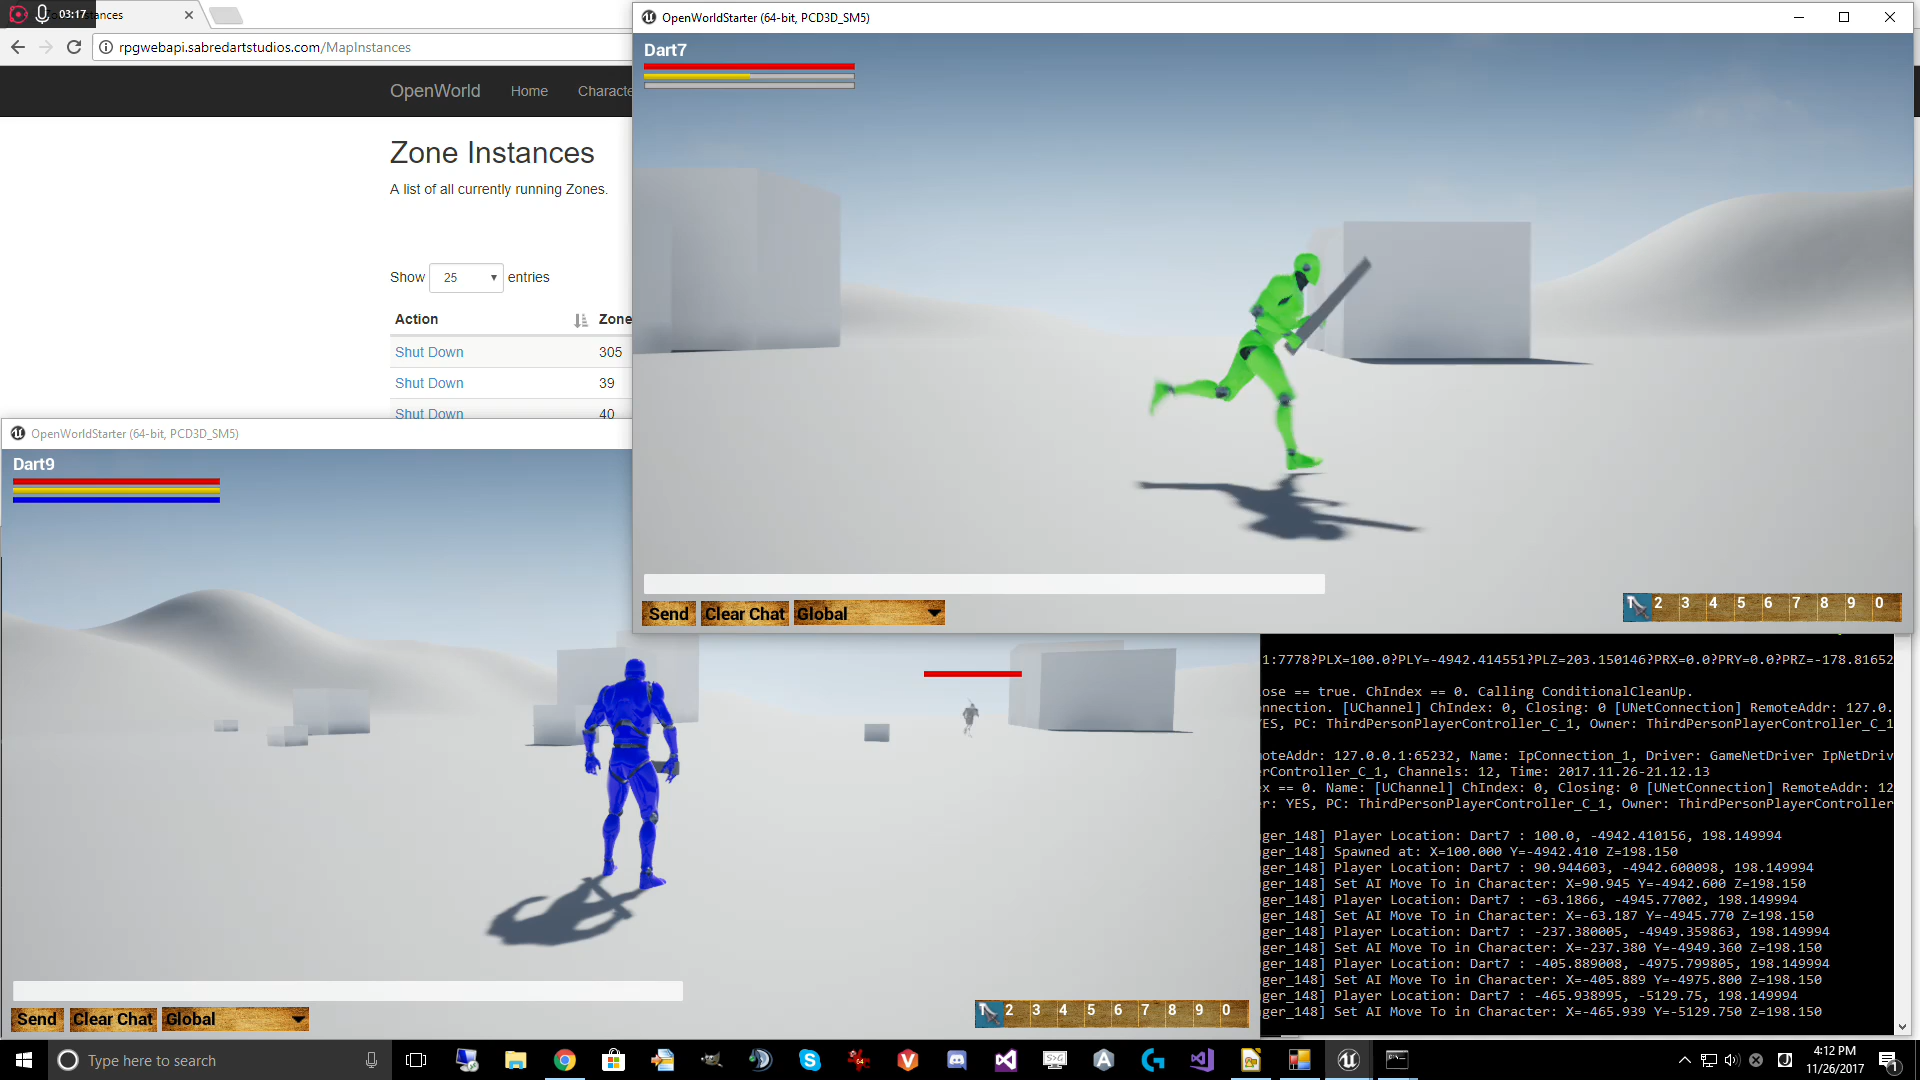 03:17
tances
rpgwebapi.sabredartstudios.com/MapInstances
OpenWorld Home Characte
Zone Instances
A list of all currently running Zones.
Show 25 entries
Action Zone
Shut Down 305
Shut Down 39
Shut Down 40
OpenWorldStarter (64-bit, PCD3D_SM5)
Dart7
Send Clear Chat Global
1 2 3 4 5 6 7 8 9 0
OpenWorldStarter (64-bit, PCD3D_SM5)
Dart9
Send Clear Chat Global
1 2 3 4 5 6 7 8 9 0
1:7778?PLX=100.0?PLY=-4942.414551?PLZ=203.150146?PRX=0.0?PRY=0.0?PRZ=-178.81652
ose == true. ChIndex == 0. Calling ConditionalCleanUp.
nnection. [UChannel] ChIndex: 0, Closing: 0 [UNetConnection] RemoteAddr: 127.0.
YES, PC: ThirdPersonPlayerController_C_1, Owner: ThirdPersonPlayerController_C_1
oteAddr: 127.0.0.1:65232, Name: IpConnection_1, Driver: GameNetDriver IpNetDriv
rController_C_1, Channels: 12, Time: 2017.11.26-21.12.13
x == 0. Name: [UChannel] ChIndex: 0, Closing: 0 [UNetConnection] RemoteAddr: 12
r: YES, PC: ThirdPersonPlayerController_C_1, Owner: ThirdPersonPlayerController
ger_148] Player Location: Dart7 : 100.0, -4942.410156, 198.149994
ger_148] Spawned at: X=100.000 Y=-4942.410 Z=198.150
ger_148] Player Location: Dart7 : 90.944603, -4942.600098, 198.149994
ger_148] Set AI Move To in Character: X=90.945 Y=-4942.600 Z=198.150
ger_148] Player Location: Dart7 : -63.1866, -4945.77002, 198.149994
ger_148] Set AI Move To in Character: X=-63.187 Y=-4945.770 Z=198.150
ger_148] Player Location: Dart7 : -237.380005, -4949.359863, 198.149994
ger_148] Set AI Move To in Character: X=-237.380 Y=-4949.360 Z=198.150
ger_148] Player Location: Dart7 : -405.889008, -4975.799805, 198.149994
ger_148] Set AI Move To in Character: X=-405.889 Y=-4975.800 Z=198.150
ger_148] Player Location: Dart7 : -465.938995, -5129.75, 198.149994
ger_148] Set AI Move To in Character: X=-465.939 Y=-5129.750 Z=198.150
Type here to search
4:12 PM
11/26/2017